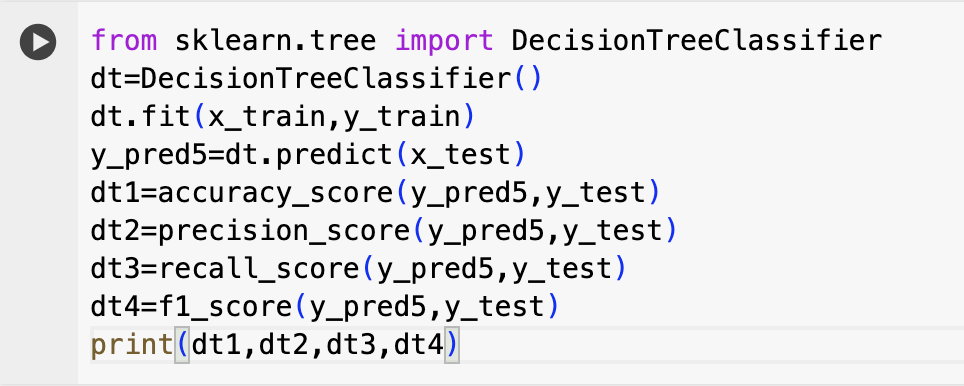 from sklearn.tree import DecisionTreeClassifier
dt=DecisionTreeClassifier()
dt.fit(x_train,y_train)
y_pred5=dt.predict(x_test)
dt1=accuracy_score(y_pred5,y_test)
dt2=precision_score(y_pred5,y_test)
dt3=recall_score(y_pred5,y_test)
dt4=f1_score(y_pred5,y_test)
print(dt1,dt2,dt3,dt4)